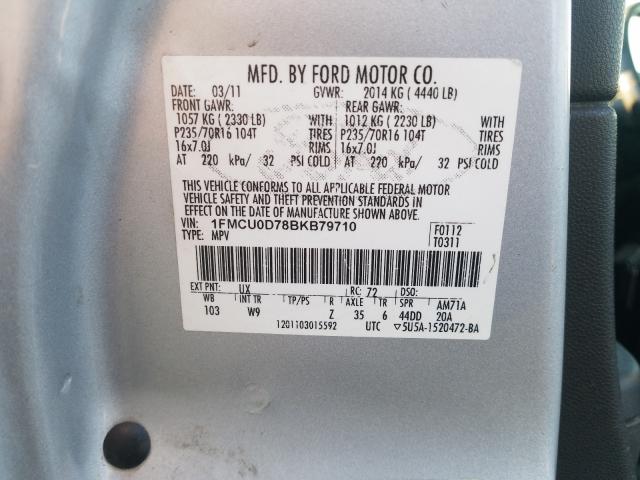 MFD. BY FORD MOTOR CO.
DATE: 03/11 GVWR: 2014 KG ( 4440 LB)
FRONT GAWR: REAR GAWR:
1057 KG ( 2330 LB) WITH 1012 KG ( 2230 LB) WITH
P235/70R16 104T TIRES P235/70R16 104T TIRES
16x7.0J RIMS 16x7.0J RIMS
AT 220 kPa/ 32 PSI COLD AT 220 kPa/ 32 PSI COLD
THIS VEHICLE CONFORMS TO ALL APPLICABLE FEDERAL MOTOR
VEHICLE SAFETY AND THEFT PREVENTION STANDARDS IN
EFFECT ON THE DATE OF MANUFACTURE SHOWN ABOVE.
VIN: 1FMCU0D78BKB79710
TYPE: MPV
F0112
T0311
EXT PNT: UX RC: 72 DSO:
WB INT TR TP/PS R AXLE TR SPR AM71A
103 W9 Z 35 6 44DD 20A
1201103015592 UTC ▽5U5A-1520472-BA